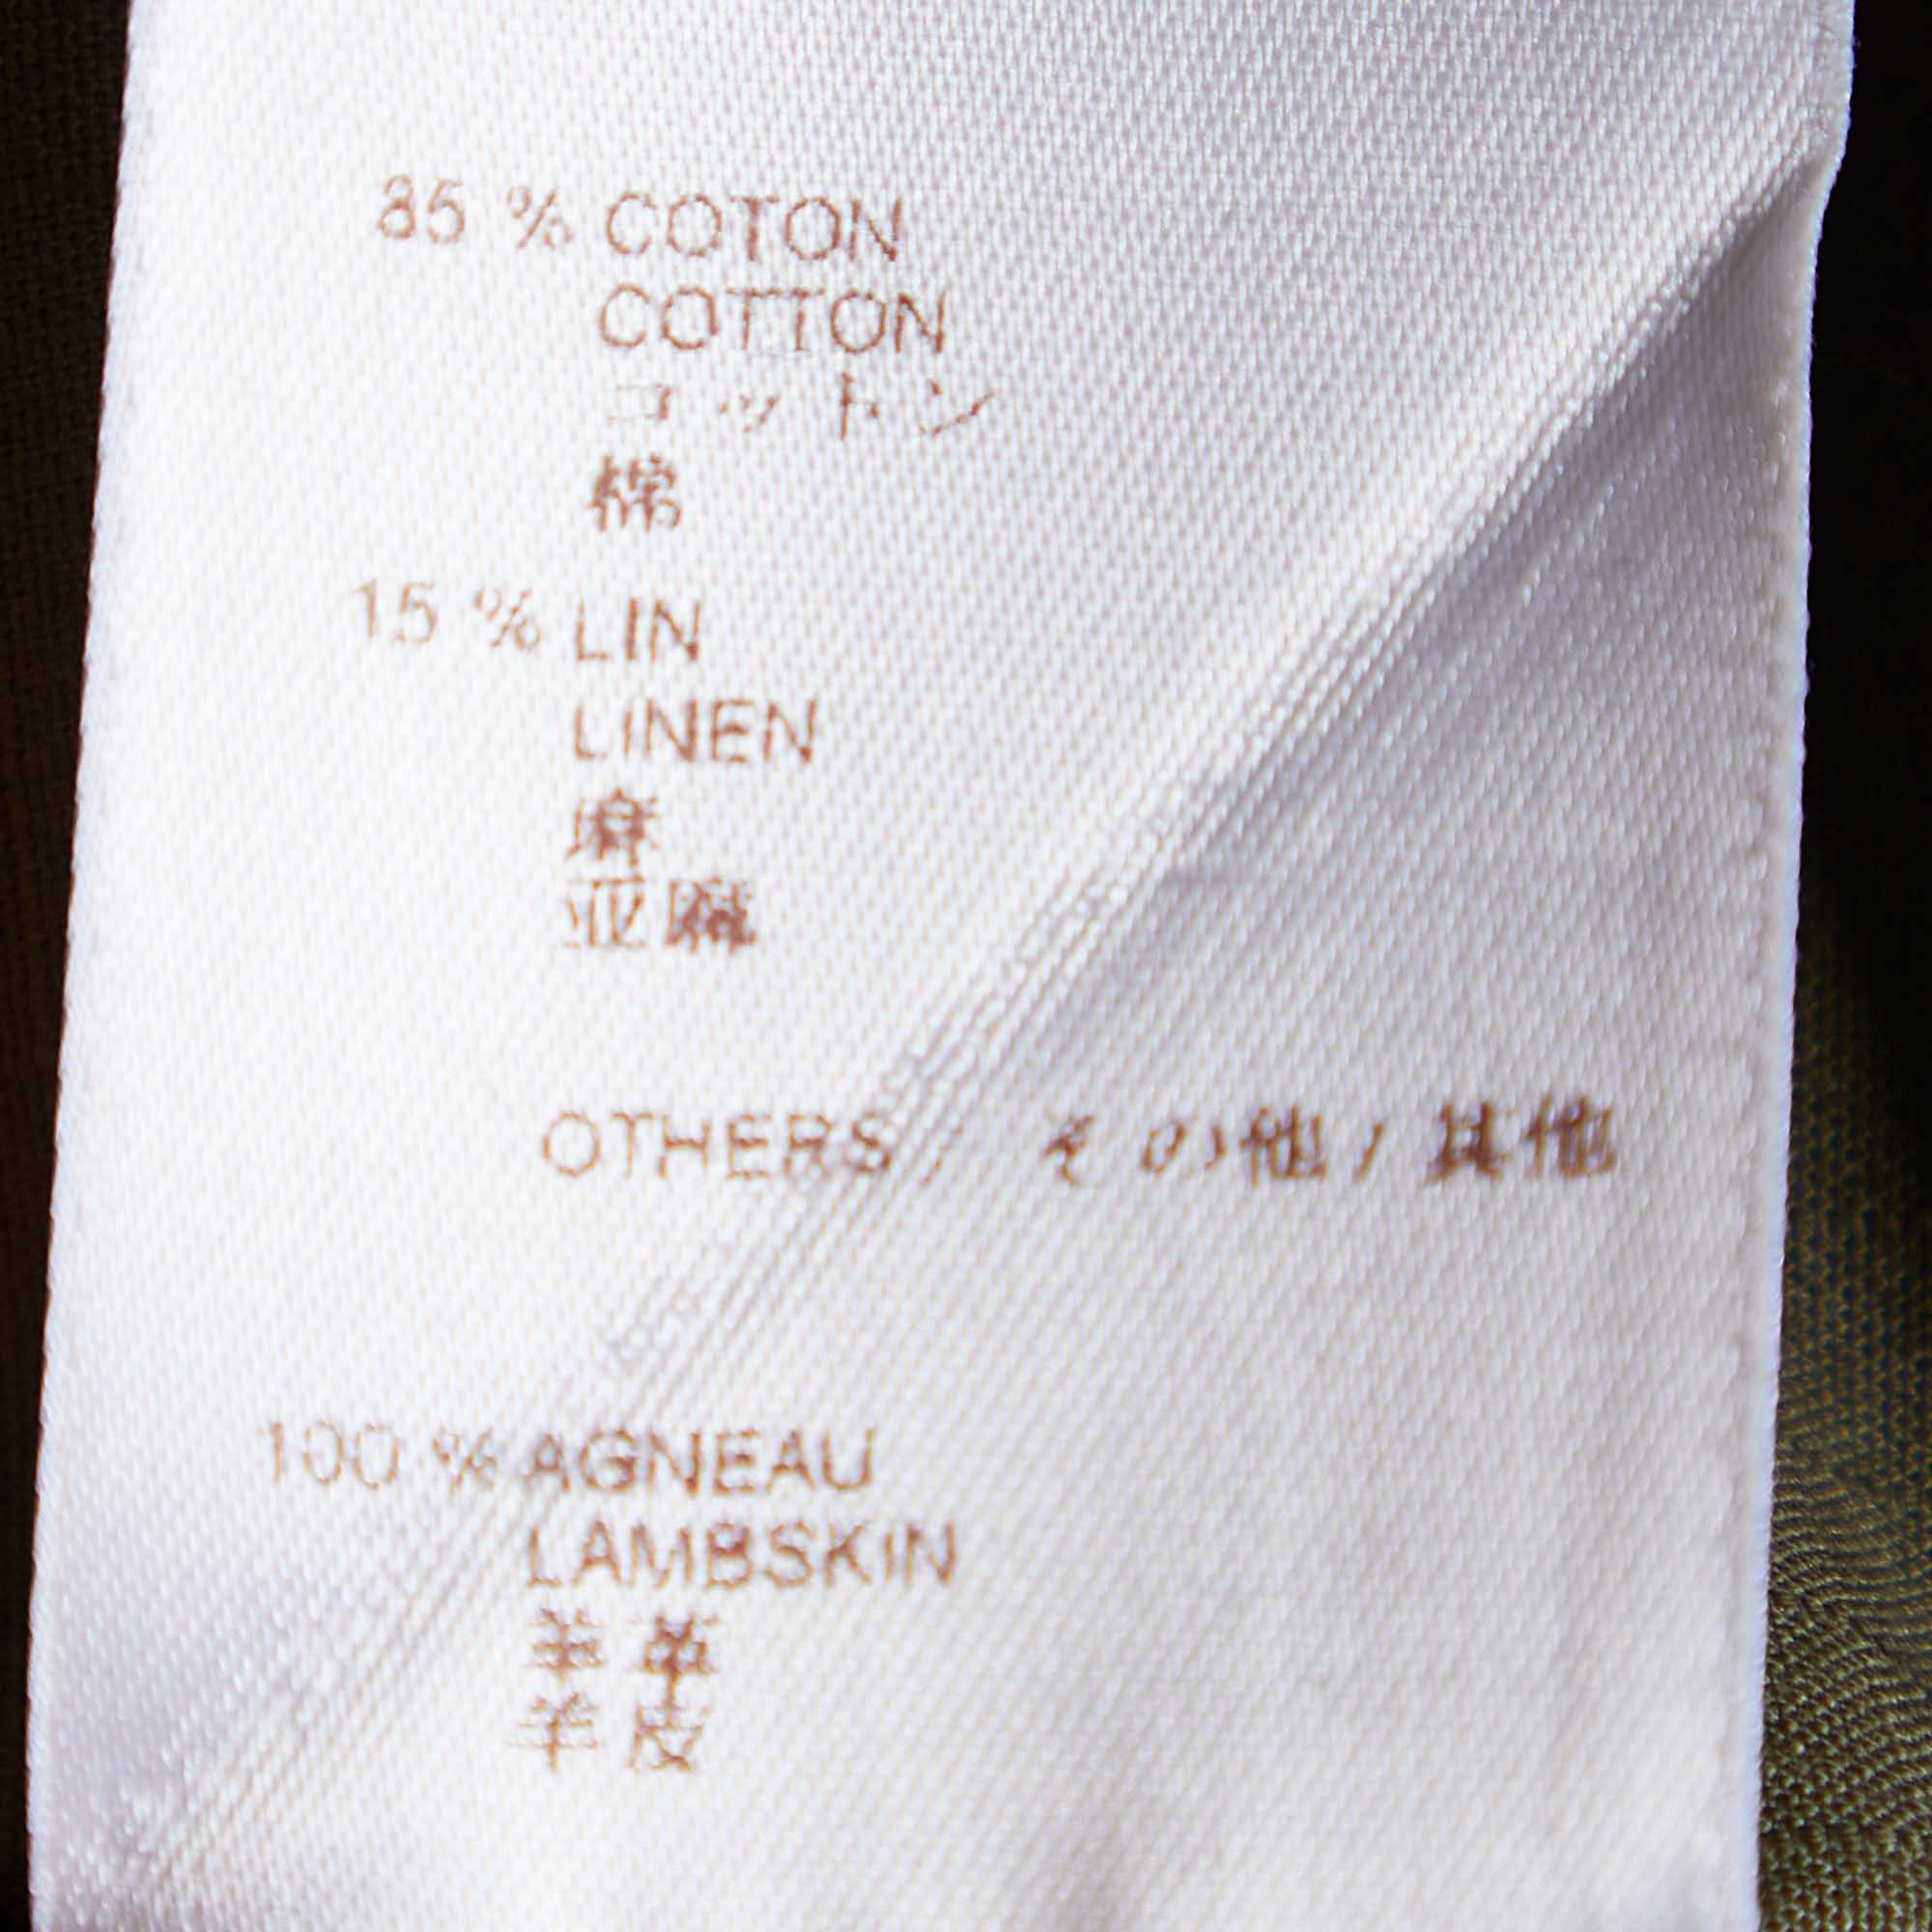 85 % COTON
COTTON
コットン
棉
15 % LIN
LINEN
麻
亚麻
OTHERS / その他 / 其他
100 % AGNEAU
LAMBSKIN
羊革
羊皮